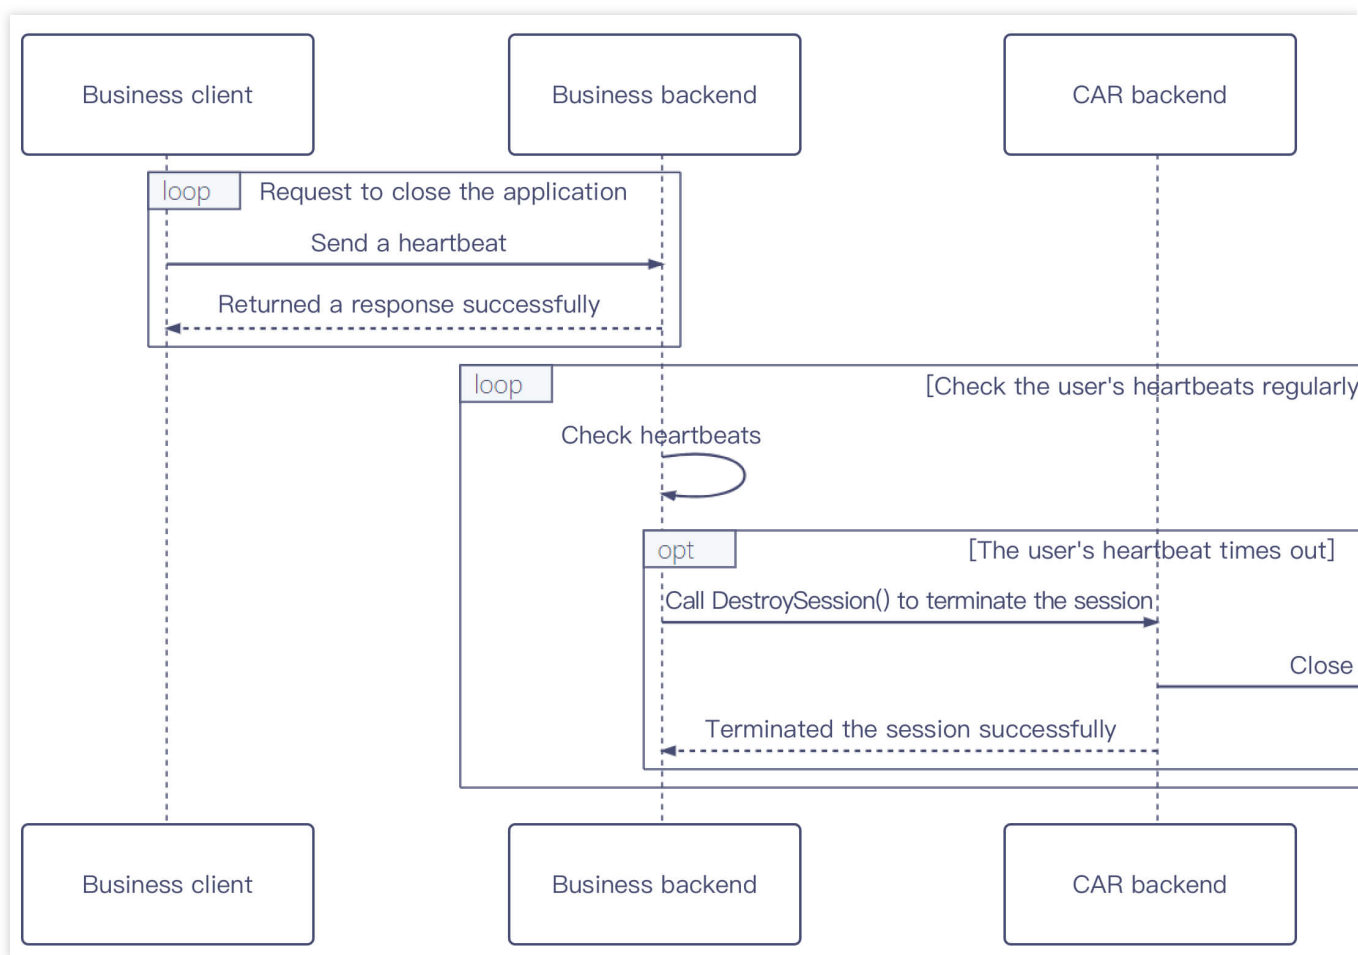 Business client
Business backend
CAR backend
loop
Request to close the application
Send a heartbeat
Returned a response successfully
loop
[Check the user's heartbeats regularly
Check heartbeats
opt
[The user's heartbeat times out]
Call DestroySession() to terminate the session
Close
Terminated the session successfully
Business client
Business backend
CAR backend